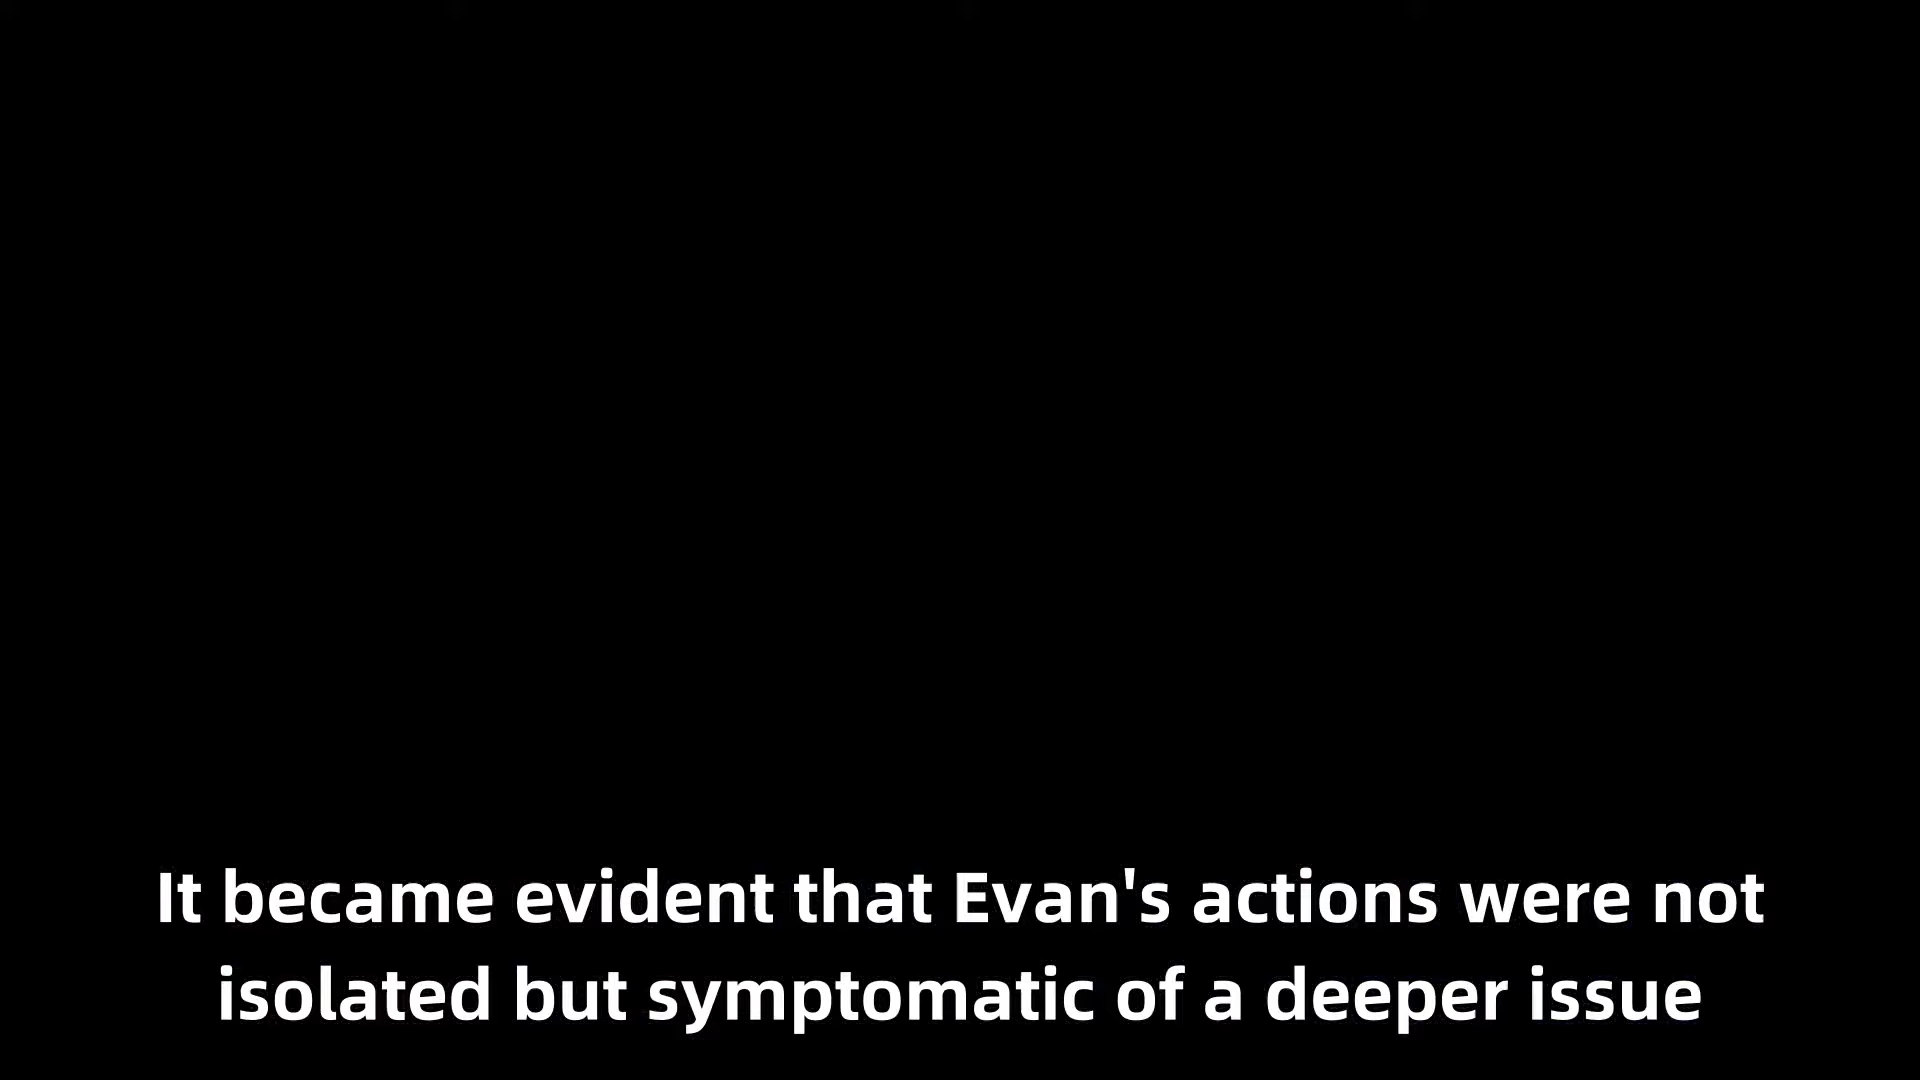 It became evident that Evan's actions were not
isolated but symptomatic of a deeper issue